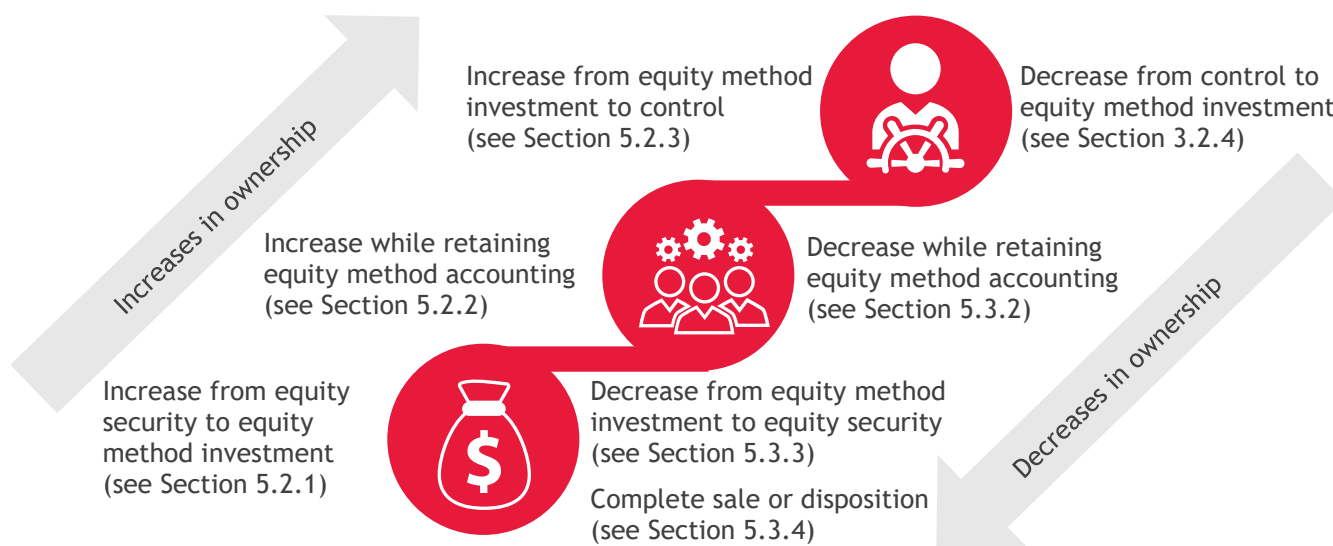 Increases in ownership
Increase from equity method
investment to control
(see Section 5.2.3)
Decrease from control to
equity method investment
(see Section 3.2.4)
Increase while retaining
equity method accounting
(see Section 5.2.2)
Decrease while retaining
equity method accounting
(see Section 5.3.2)
Increase from equity
security to equity
method investment
(see Section 5.2.1)
$
Decrease from equity method
investment to equity security
(see Section 5.3.3)
Complete sale or disposition
(see Section 5.3.4)
Decreases in ownership